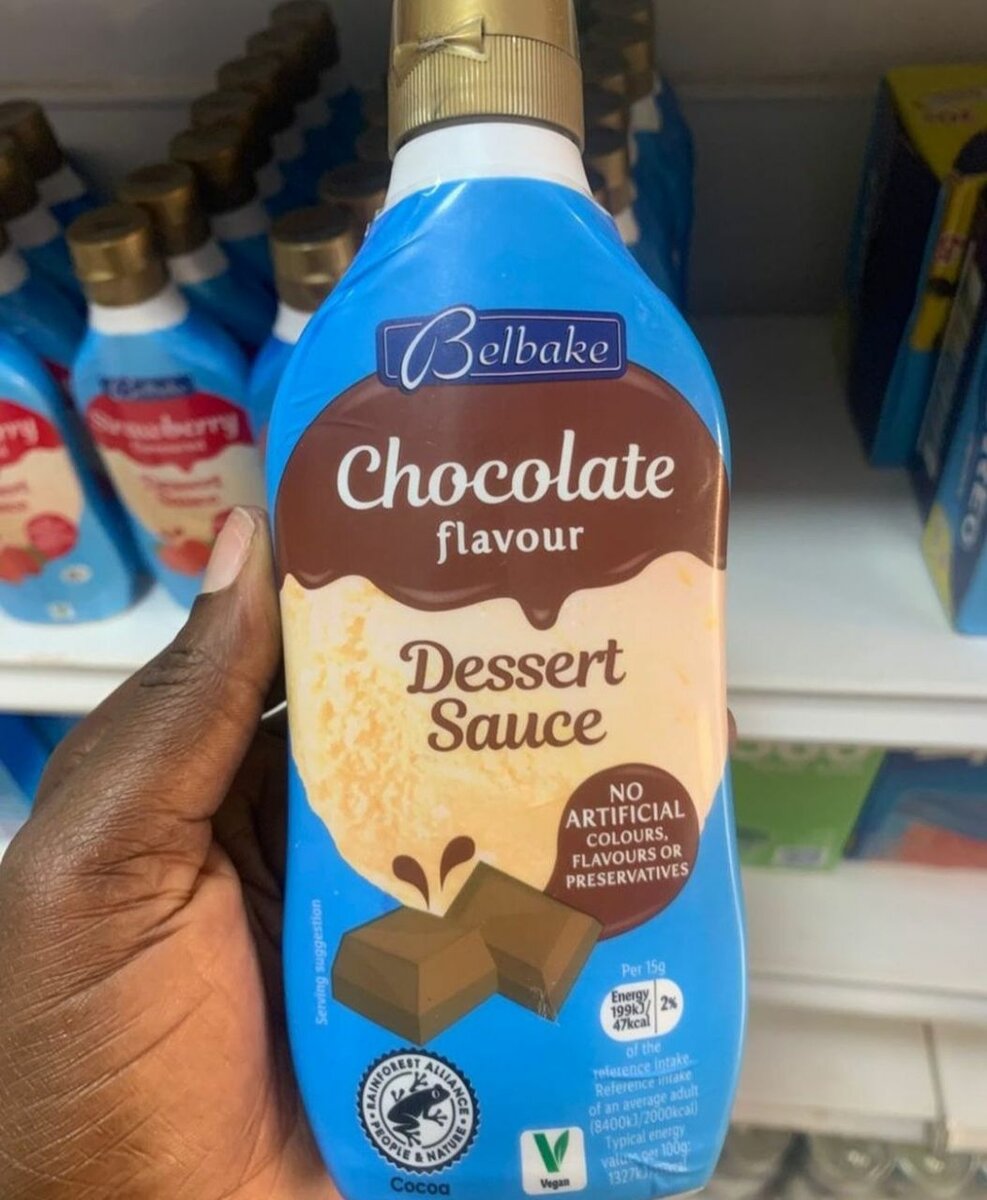 Belbake
Chocolate
flavour
Dessert
Sauce
NO
ARTIFICIAL
COLOURS,
FLAVOURS OR
PRESERVATIVES
Serving suggestion
Per 15g
Energy
199kJ/
47kcal
2%
of the
reference intake.
Reference intake
of an average adult
(8400kJ/2000kcal)
Typical energy
per 100g:
RAINFOREST ALLIANCE
PEOPLE & NATURE
Cocoa
Vegan
Strawberry